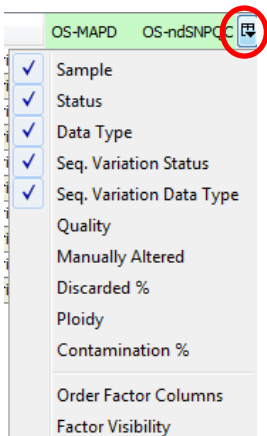 OS-MAPD OS-ndSNPQC
Sample
Status
Data Type
Seq. Variation Status
Seq. Variation Data Type
Quality
Manually Altered
Discarded %
Ploidy
Contamination %
Order Factor Columns
Factor Visibility